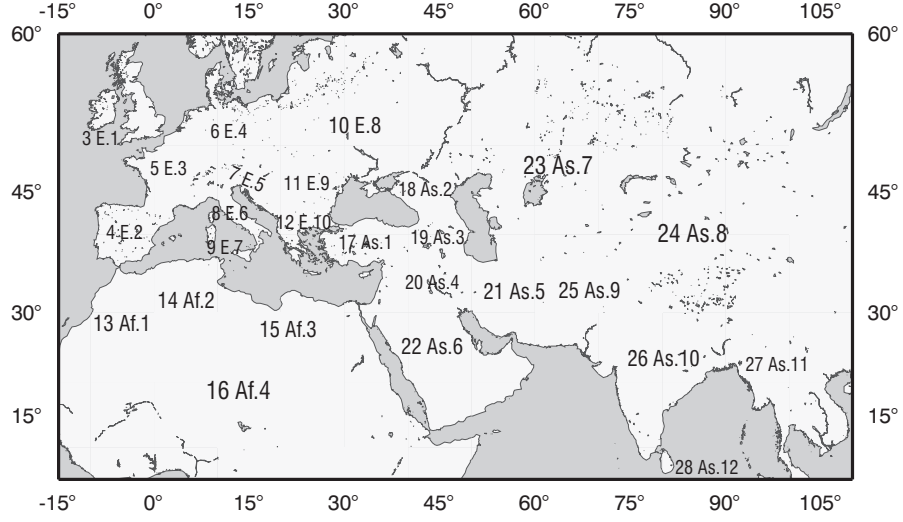 -15° 0° 15° 30° 45° 60° 75° 90° 105°
60° 60°
10 E.8
6 E.4
3 E.1
5 E.3
23 As.7
7 E.5
11 E.9
18 As.2
45° 45°
8 E.6
12 E.10
4 E.2
24 As.8
19 As.3
17 As.1
9 E.7
20 As.4
21 As.5
25 As.9
14 Af.2
30° 30°
13 Af.1
15 Af.3
22 As.6
26 As.10
27 As.11
16 Af.4
15° 15°
28 As.12
-15° 0° 15° 30° 45° 60° 75° 90° 105°